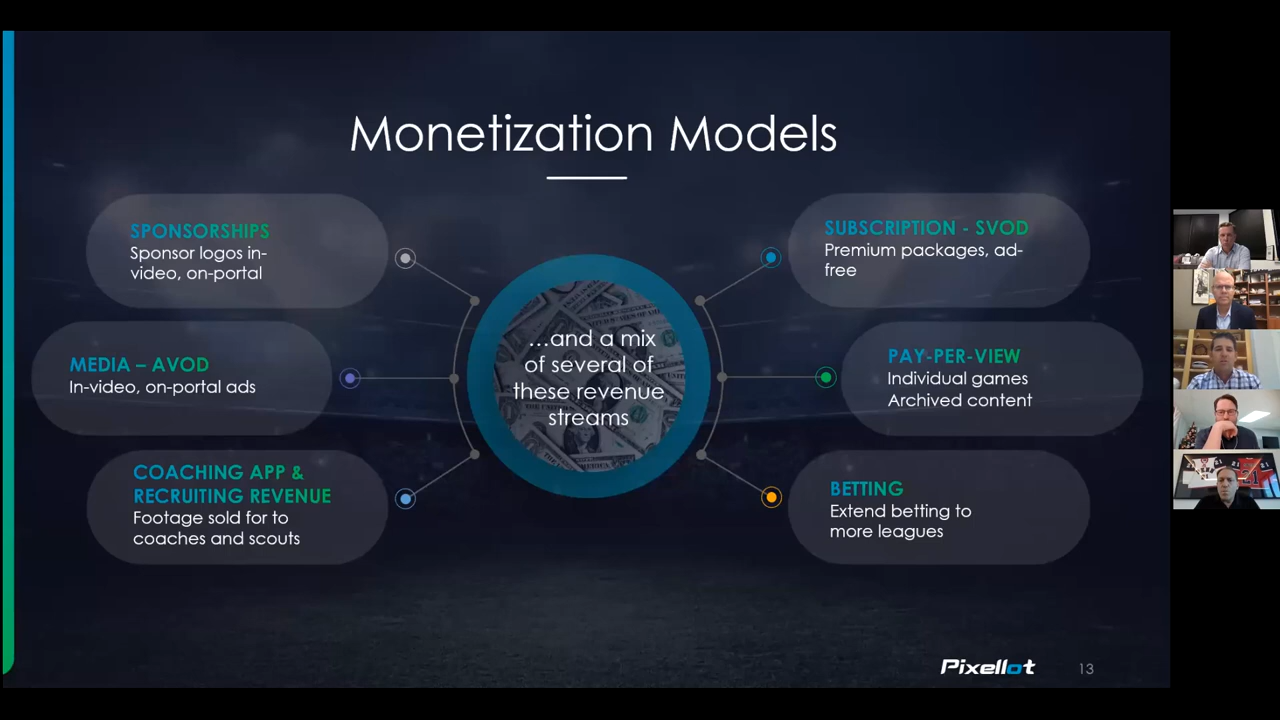 Monetization Models
SPONSORSHIPS
Sponsor logos in-
video, on-portal
MEDIA – AVOD
In-video, on-portal ads
COACHING APP &
RECRUITING REVENUE
Footage sold for to
coaches and scouts
...and a mix
of several of
these revenue
streams
SUBSCRIPTION - SVOD
Premium packages, ad-
free
PAY-PER-VIEW
Individual games
Archived content
BETTING
Extend betting to
more leagues
Pixellot
13